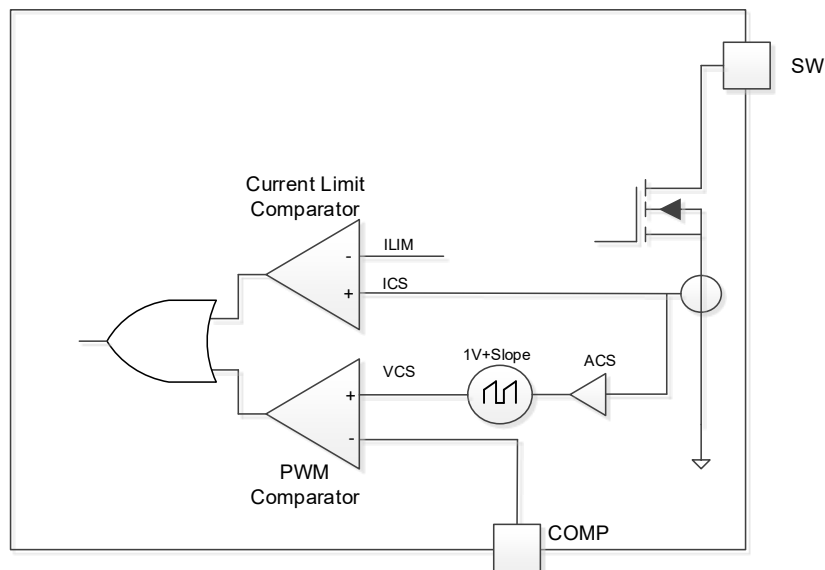 SW
Current Limit
Comparator
ILIM
-
ICS
+
1V+Slope
ACS
VCS
+
-
PWM
Comparator
COMP